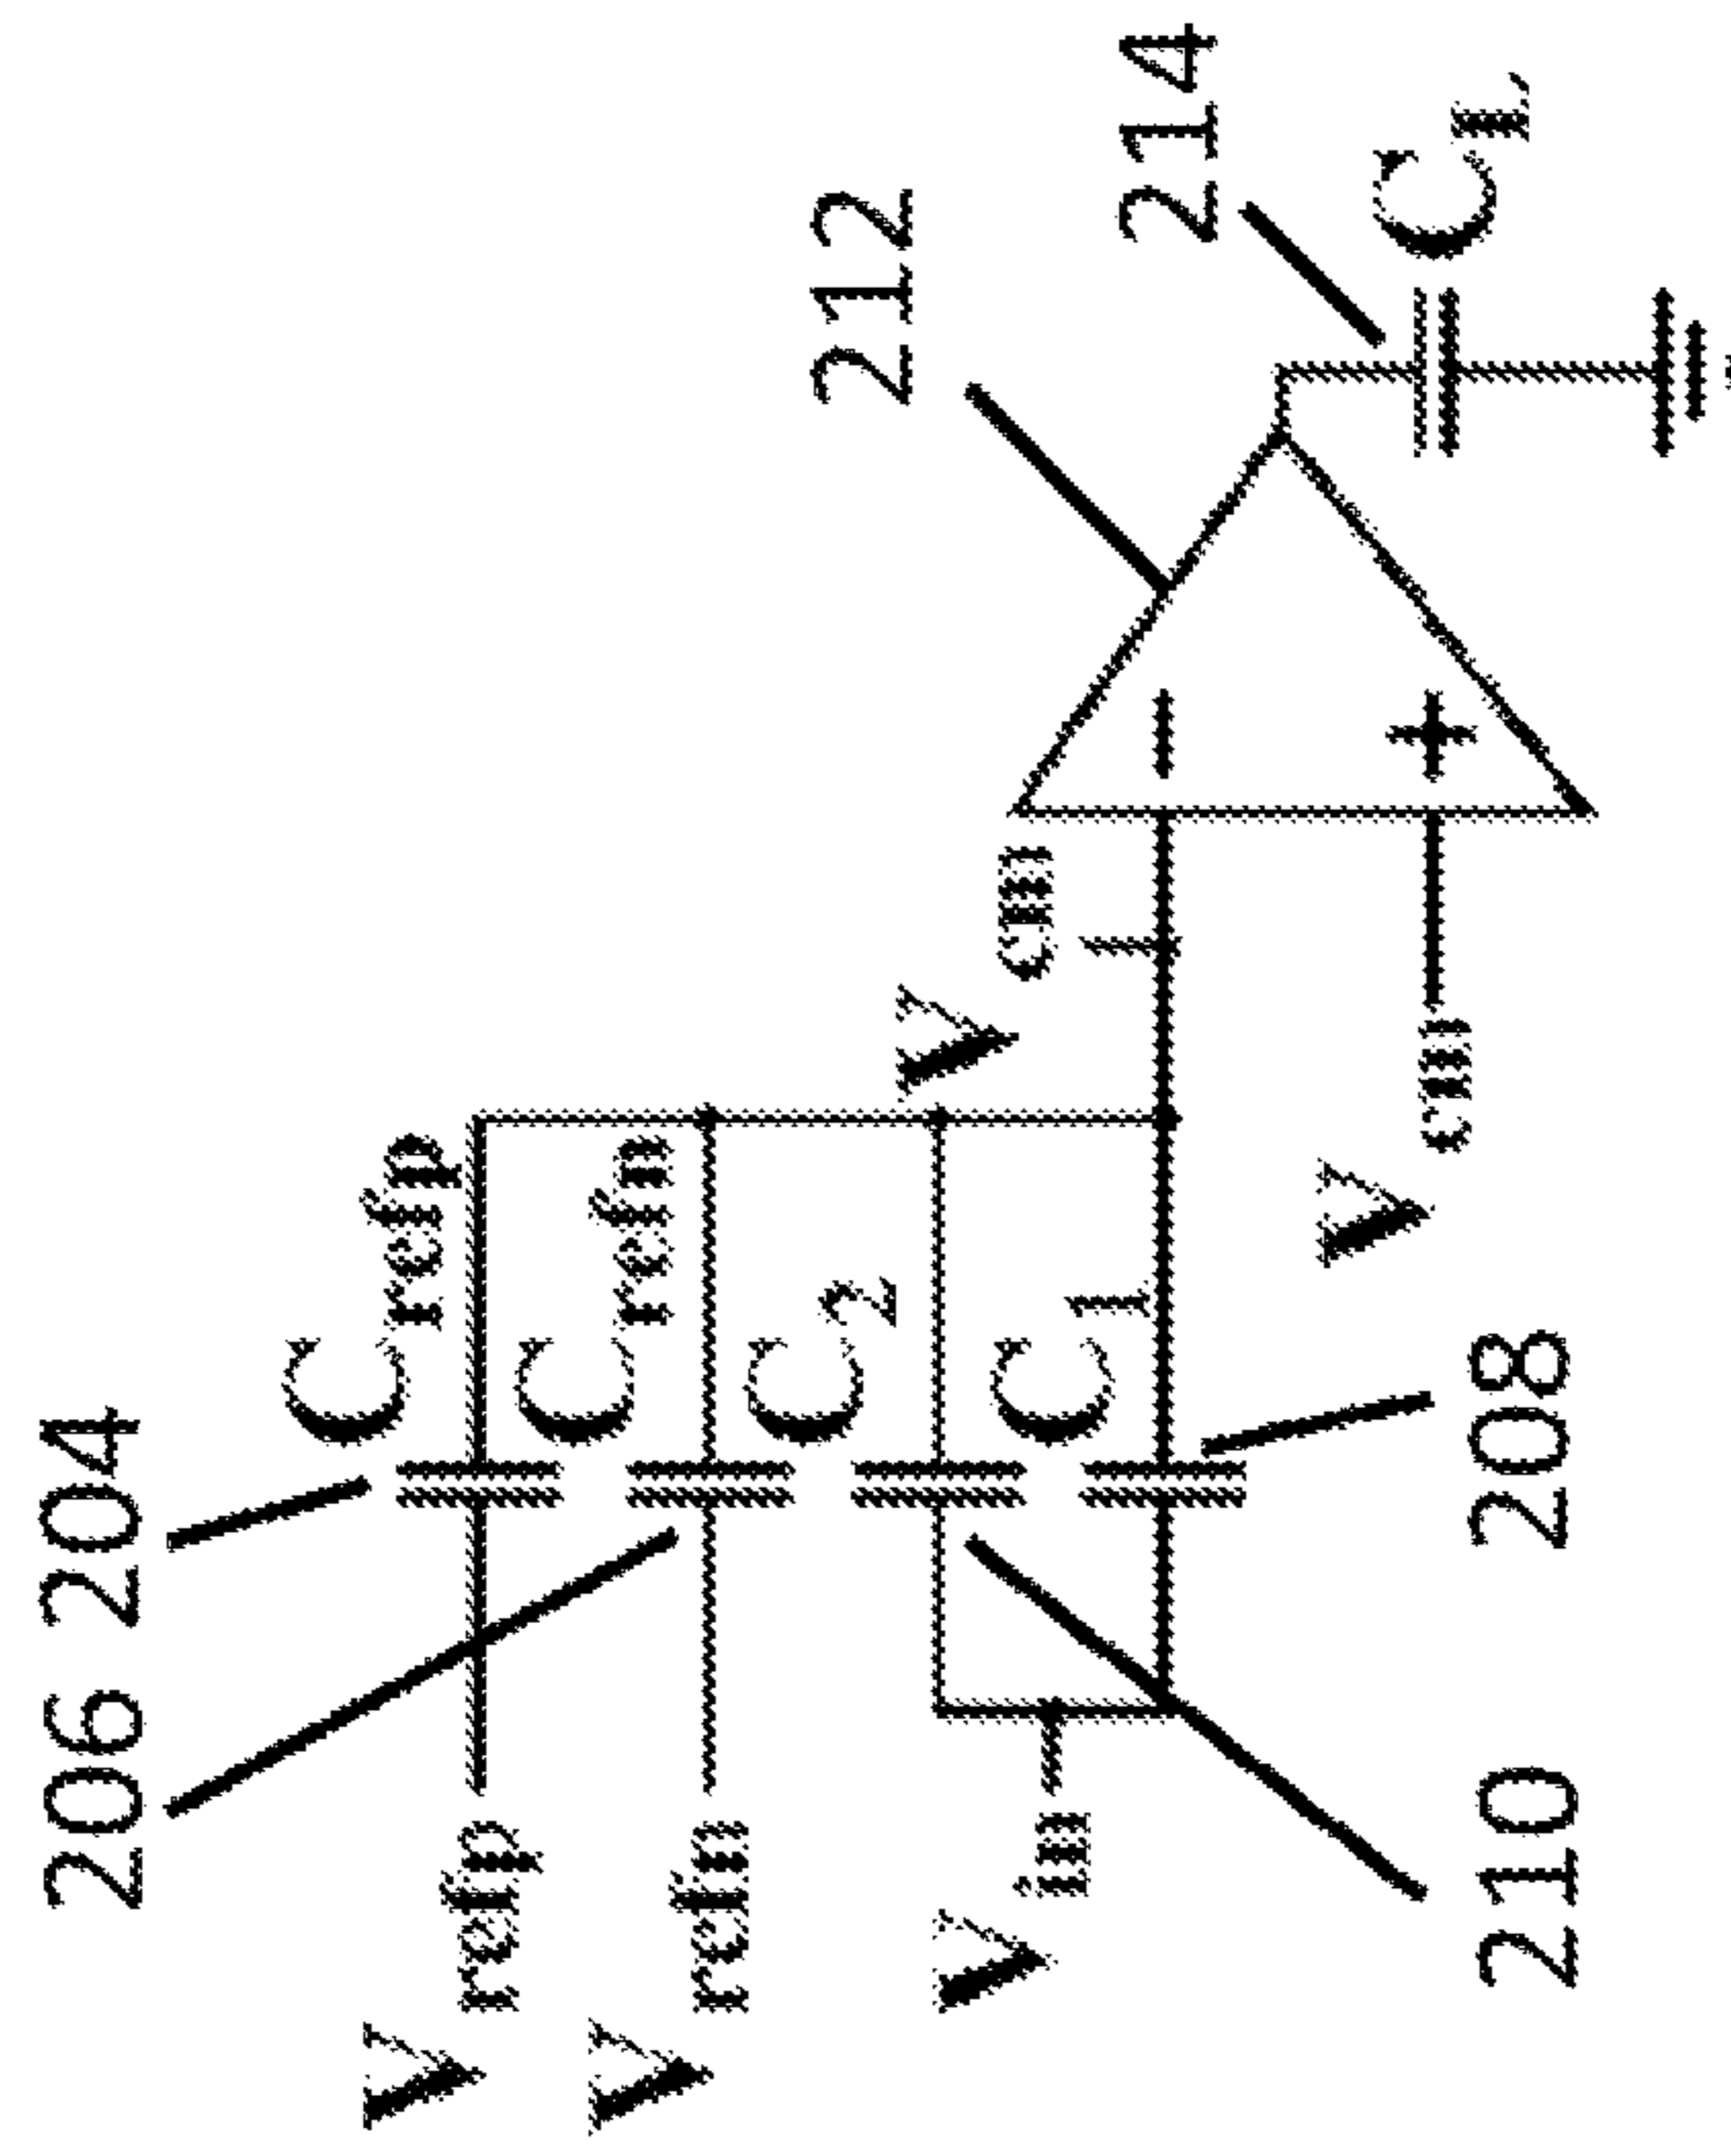 206 204
212
214
V_refp
C_refp
V_refn
C_refn
C_2
V_cm
V_in
C_1
C_L
−
+
V_cm
210
208